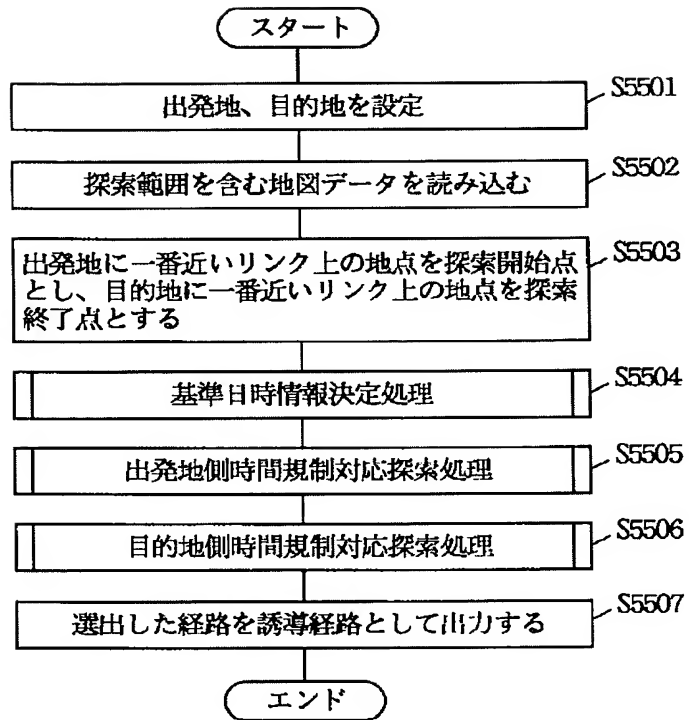 スタート
出発地、目的地を設定
S5501
探索範囲を含む地図データを読み込む
S5502
出発地に一番近いリンク上の地点を探索開始点
とし、目的地に一番近いリンク上の地点を探索
終了点とする
S5503
基準日時情報決定処理
S5504
出発地側時間規制対応探索処理
S5505
目的地側時間規制対応探索処理
S5506
選出した経路を誘導経路として出力する
S5507
エンド